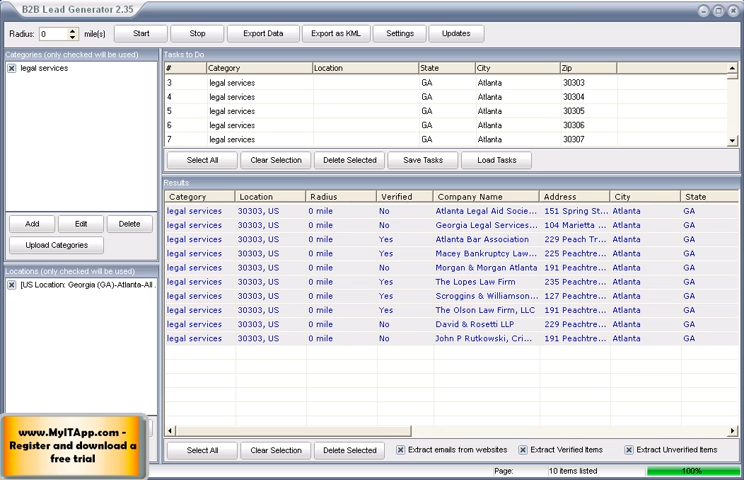 B2B Lead Generator 2.35
Radius: 0 mile(s) Start Stop Export Data Export as KML Settings Updates
Categories (only checked will be used)
legal services
Add Edit Delete
Upload Categories
Locations (only checked will be used)
[US Location: Georgia (GA)-Atlanta-All .
Tasks to Do
# Category Location State City Zip
3 legal services GA Atlanta 30303
4 legal services GA Atlanta 30304
5 legal services GA Atlanta 30305
6 legal services GA Atlanta 30306
7 legal services GA Atlanta 30307
Select All Clear Selection Delete Selected Save Tasks Load Tasks
Results
Category Location Radius Verified Company Name Address City State
legal services 30303, US 0 mile No Atlanta Legal Aid Socie... 151 Spring St... Atlanta GA
legal services 30303, US 0 mile No Georgia Legal Services... 104 Marietta ... Atlanta GA
legal services 30303, US 0 mile Yes Atlanta Bar Association 229 Peach Tr... Atlanta GA
legal services 30303, US 0 mile Yes Macey Bankruptcy Law... 225 Peachtre... Atlanta GA
legal services 30303, US 0 mile No Morgan & Morgan Atlanta 191 Peachtre... Atlanta GA
legal services 30303, US 0 mile Yes The Lopes Law Firm 235 Peachtre... Atlanta GA
legal services 30303, US 0 mile Yes Scroggins & Williamson... 127 Peachtre... Atlanta GA
legal services 30303, US 0 mile Yes The Olson Law Firm, LLC 191 Peachtre... Atlanta GA
legal services 30303, US 0 mile No David & Rosetti LLP 229 Peachtre... Atlanta GA
legal services 30303, US 0 mile No John P Rutkowski, Cri... 191 Peachtre... Atlanta GA
Select All Clear Selection Delete Selected Extract emails from websites Extract Verified Items Extract Unverified Items
Page: 10 items listed 100%
www.MyITApp.com -
Register and download a
free trial